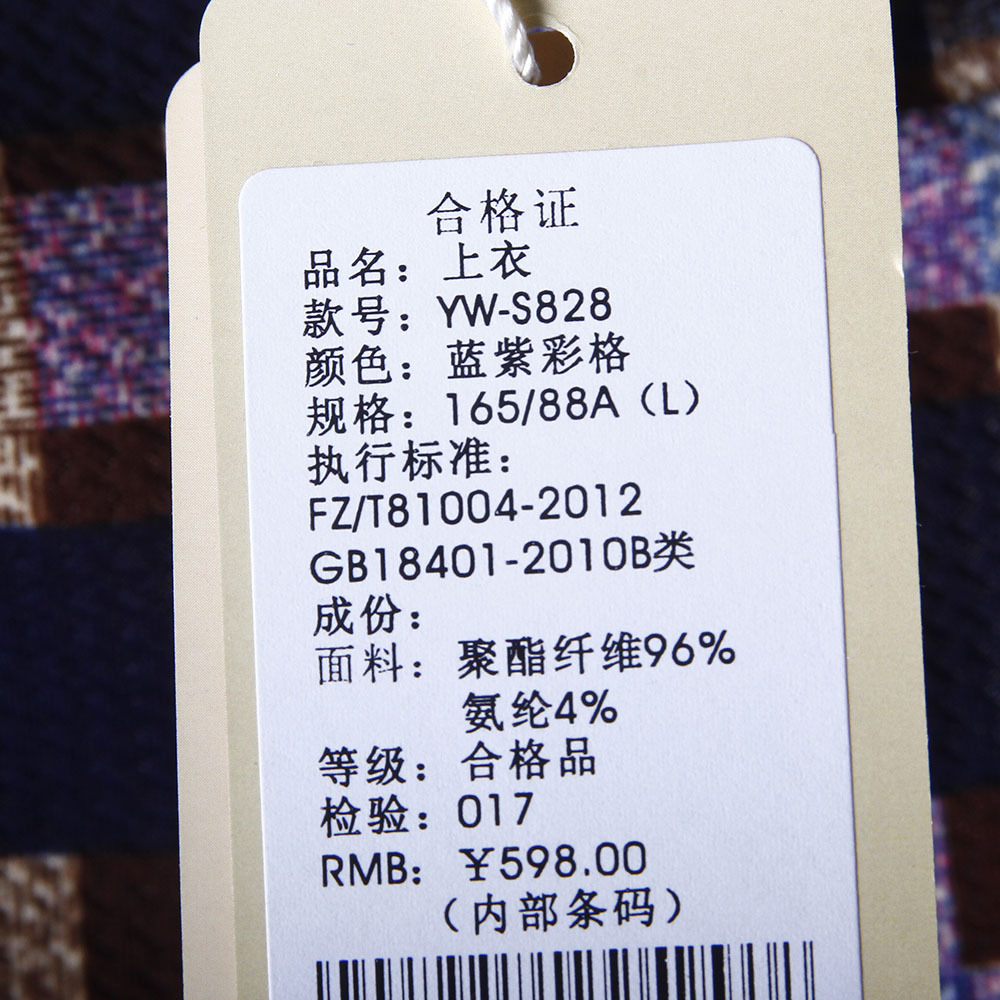 合格证
品名：上衣
款号：YW-S828
颜色：蓝紫彩格
规格：165/88A（L）
执行标准：
FZ/T81004-2012
GB18401-2010B类
成份：
面料：聚酯纤维96%
氨纶4%
等级：合格品
检验：017
RMB：￥598.00
（内部条码）